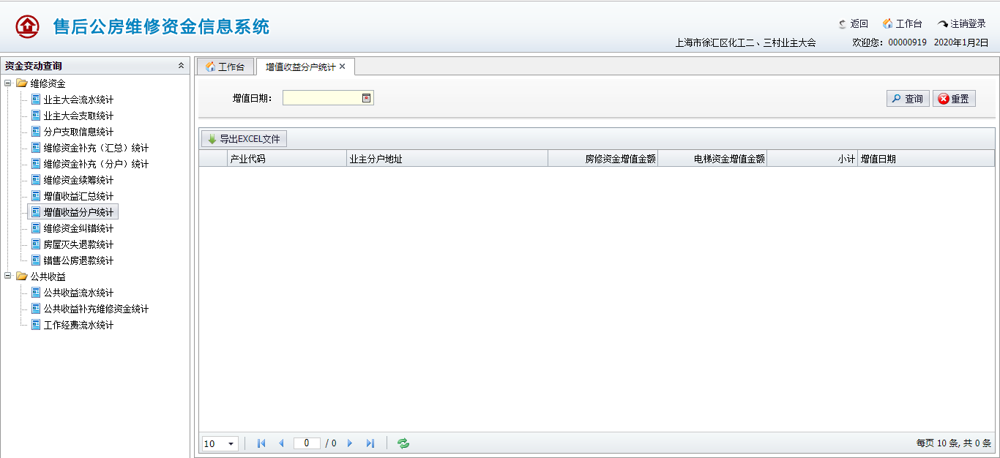 售后公房维修资金信息系统
返回 工作台 注销登录
上海市徐汇区化工二、三村业主大会 欢迎您：00000919 2020年1月2日
资金变动查询
维修资金
业主大会流水统计
业主大会支取统计
分户支取信息统计
维修资金补充（汇总）统计
维修资金补充（分户）统计
维修资金续筹统计
增值收益汇总统计
增值收益分户统计
维修资金纠错统计
房屋灭失退款统计
错售公房退款统计
公共收益
公共收益流水统计
公共收益补充维修资金统计
工作经费流水统计
工作台 增值收益分户统计
增值日期：
查询 重置
导出EXCEL文件
产业代码 业主分户地址 房修资金增值金额 电梯资金增值金额 小计 增值日期
10 0 / 0 每页 10 条, 共 0 条